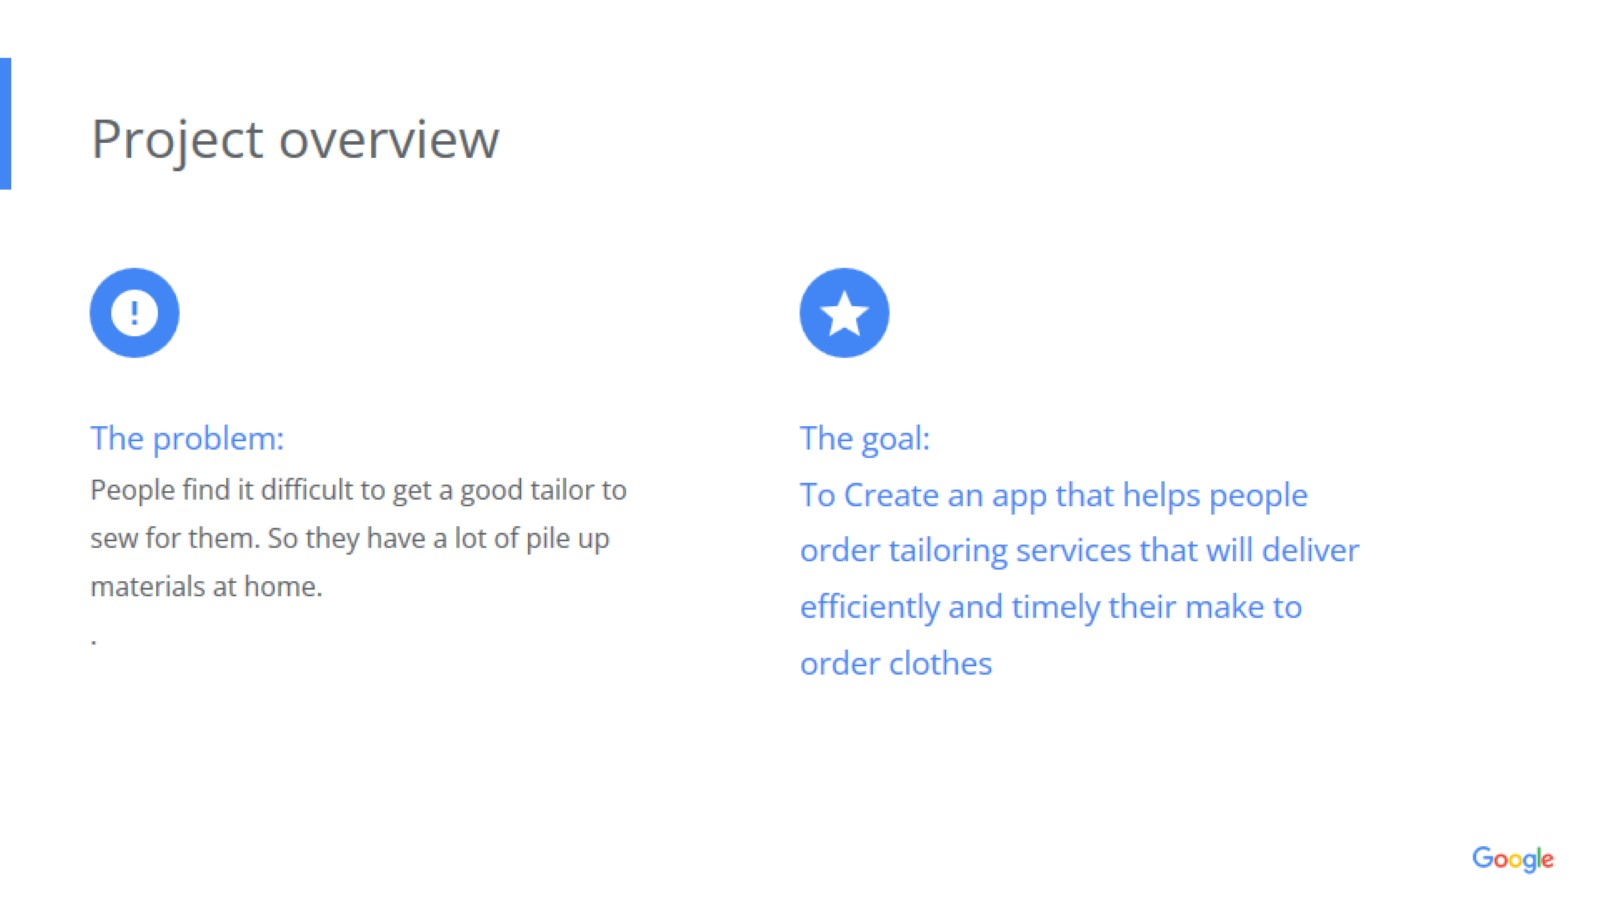 Project overview
!
The problem:
People find it difficult to get a good tailor to
sew for them. So they have a lot of pile up
materials at home.
.
The goal:
To Create an app that helps people
order tailoring services that will deliver
efficiently and timely their make to
order clothes
Google